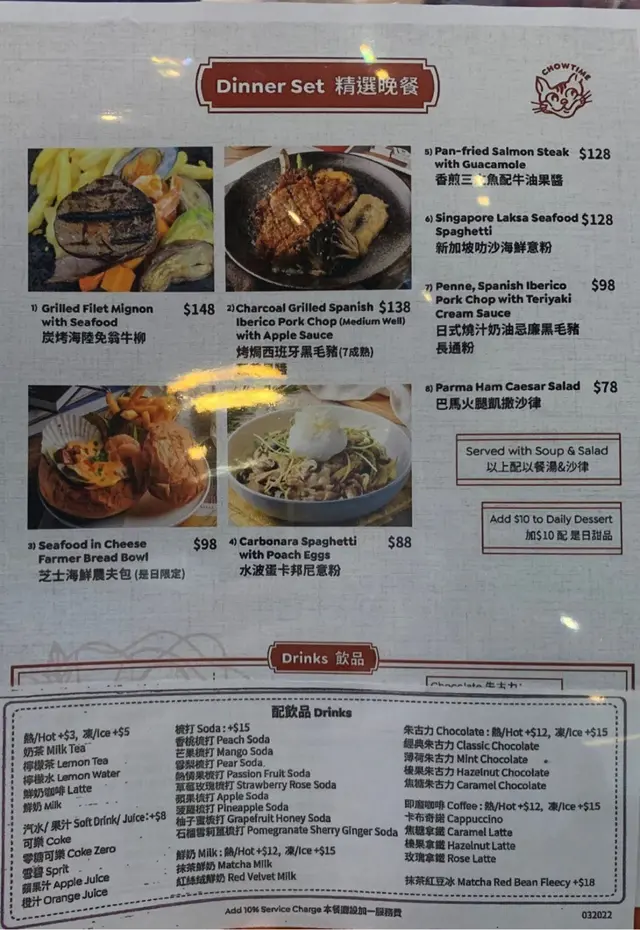 Dinner Set 精選晚餐
CHOWTIME
1) Grilled Filet Mignon $148
with Seafood
炭烤海陸免翁牛柳
2) Charcoal Grilled Spanish $138
Iberico Pork Chop (Medium Well)
with Apple Sauce
烤焗西班牙黑毛豬(7成熟)
3) Seafood in Cheese $98
Farmer Bread Bowl
芝士海鮮農夫包 (是日限定)
4) Carbonara Spaghetti $88
with Poach Eggs
水波蛋卡邦尼意粉
5) Pan-fried Salmon Steak $128
with Guacamole
香煎三魚配牛油果醬
6) Singapore Laksa Seafood $128
Spaghetti
新加坡叻沙海鮮意粉
7) Penne, Spanish Iberico $98
Pork Chop with Teriyaki
Cream Sauce
日式燒汁奶油忌廉黑毛豬
長通粉
8) Parma Ham Caesar Salad $78
巴馬火腿凱撒沙律
Served with Soup & Salad
以上配以餐湯&沙律
Add $10 to Daily Dessert
加$10 配 是日甜品
Drinks 飲品
配飲品 Drinks
熱/Hot +$3, 凍/Ice +$5
奶茶 Milk Tea
檸檬茶 Lemon Tea
檸檬水 Lemon Water
鮮奶咖啡 Latte
鮮奶 Milk
汽水/ 果汁 Soft Drink/ Juice:+$8
可樂 Coke
零糖可樂 Coke Zero
雪碧 Sprit
蘋果汁 Apple Juice
橙汁 Orange Juice
梳打 Soda : +$15
香桃梳打 Peach Soda
芒果梳打 Mango Soda
雪梨梳打 Pear Soda
熱情果梳打 Passion Fruit Soda
草莓玫瑰梳打 Strawberry Rose Soda
蘋果梳打 Apple Soda
菠蘿梳打 Pineapple Soda
柚子蜜梳打 Grapefruit Honey Soda
石榴雪莉薑梳打 Pomegranate Sherry Ginger Soda
鮮奶 Milk : 熱/Hot +$12, 凍/Ice +$15
抹茶鮮奶 Matcha Milk
紅絲絨鮮奶 Red Velvet Milk
朱古力 Chocolate : 熱/Hot +$12, 凍/Ice +$15
經典朱古力 Classic Chocolate
薄荷朱古力 Mint Chocolate
榛果朱古力 Hazelnut Chocolate
焦糖朱古力 Caramel Chocolate
即磨咖啡 Coffee : 熱/Hot +$12, 凍/Ice +$15
卡布奇諾 Cappuccino
焦糖拿鐵 Caramel Latte
榛果拿鐵 Hazelnut Latte
玫瑰拿鐵 Rose Latte
抹茶紅豆冰 Matcha Red Bean Fleecy +$18
Add 10% Service Charge 本餐廳設加一服務費
032022